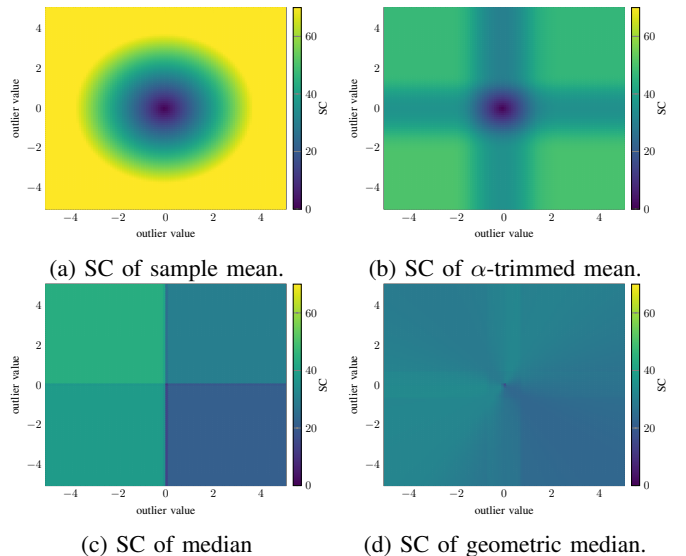 4
2
0
−2
−4
outlier value
−4 −2 0 2 4
outlier value
60
40
20
0
SC
(a) SC of sample mean.
4
2
0
−2
−4
outlier value
−4 −2 0 2 4
outlier value
60
40
20
0
SC
(b) SC of α-trimmed mean.
4
2
0
−2
−4
outlier value
−4 −2 0 2 4
outlier value
60
40
20
0
SC
(c) SC of median
4
2
0
−2
−4
outlier value
−4 −2 0 2 4
outlier value
60
40
20
0
SC
(d) SC of geometric median.